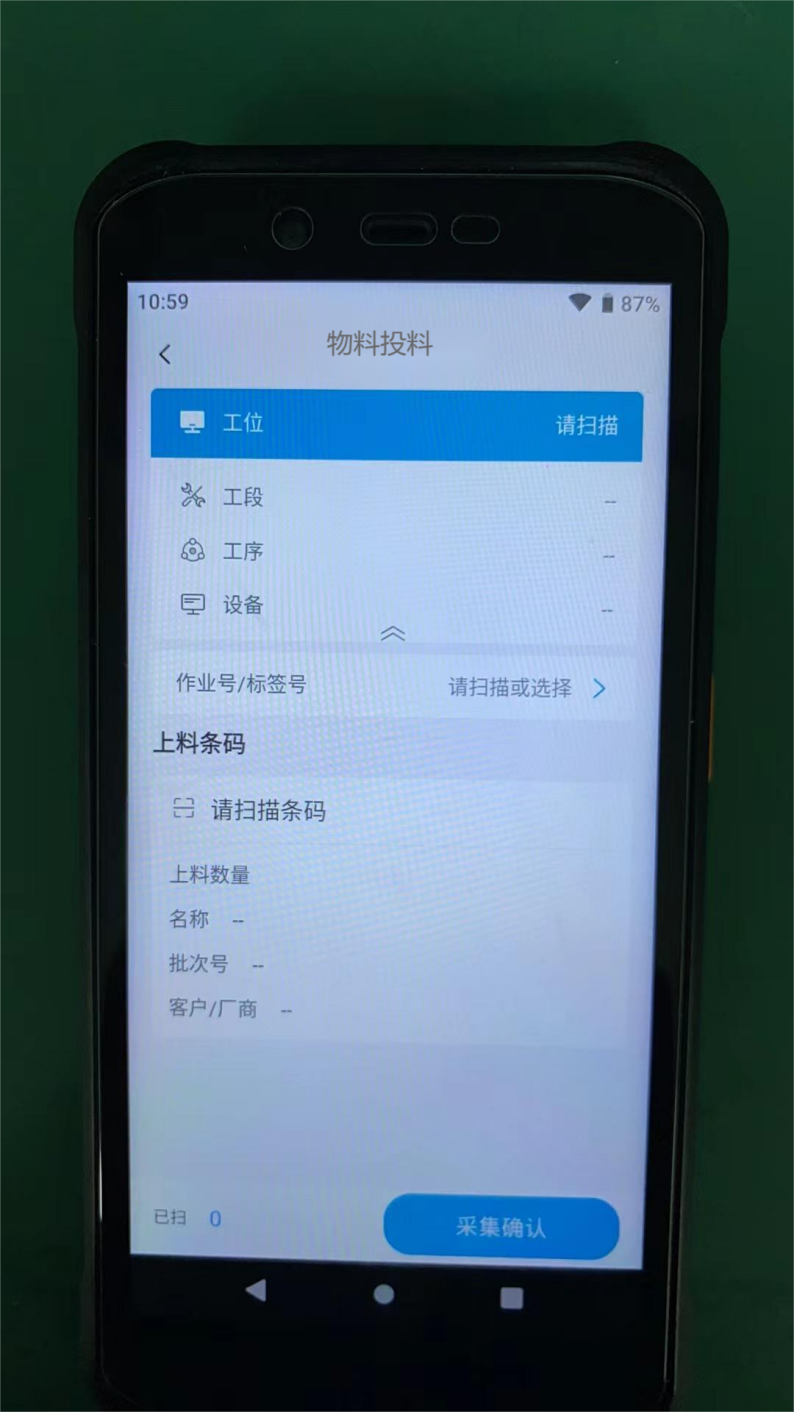 10:59 87%
物料投料
工位 请扫描
工段 --
工序 --
设备 --
作业号/标签号 请扫描或选择
上料条码
请扫描条码
上料数量
名称 --
批次号 --
客户/厂商 --
已扫 0 采集确认